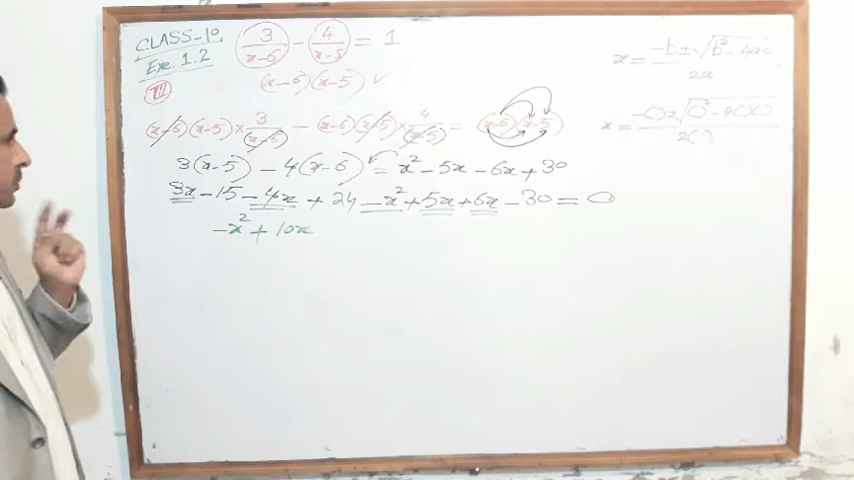 CLASS-10
Exe 1.2
VII
3/(x-6) - 4/(x-5) = 1
(x-6)(x-5) ✓
(x-6)(x-5) × 3/(x-6) - (x-6)(x-5) × 4/(x-5) = (x-6)(x-5)
3(x-5) - 4(x-6) = x² - 5x - 6x + 30
3x - 15 - 4x + 24 - x² + 5x + 6x - 30 = 0
-x² + 10x
x = (-b ± √(b² - 4ac))/2a
x = (-() ± √(()² - 4()()))/2()